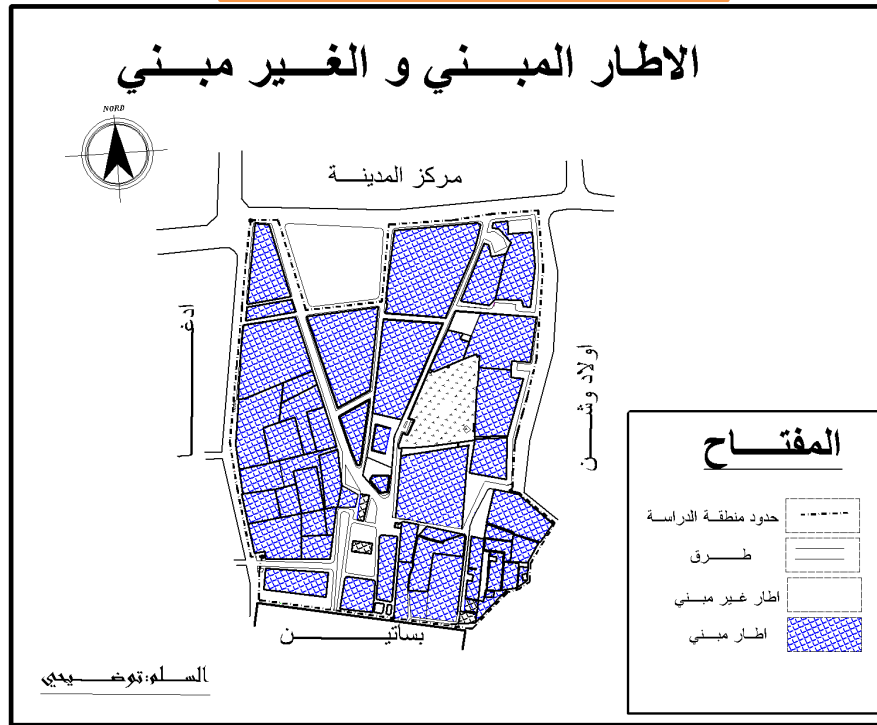 الاطار المبني و الغير مبني
NORD
مركز المدينة
ادغـا
اولاد وشن
بساتين
السلم:توضيحي
المفتاح
حدود منطقة الدراسة
طرق
اطار غير مبني
اطار مبني